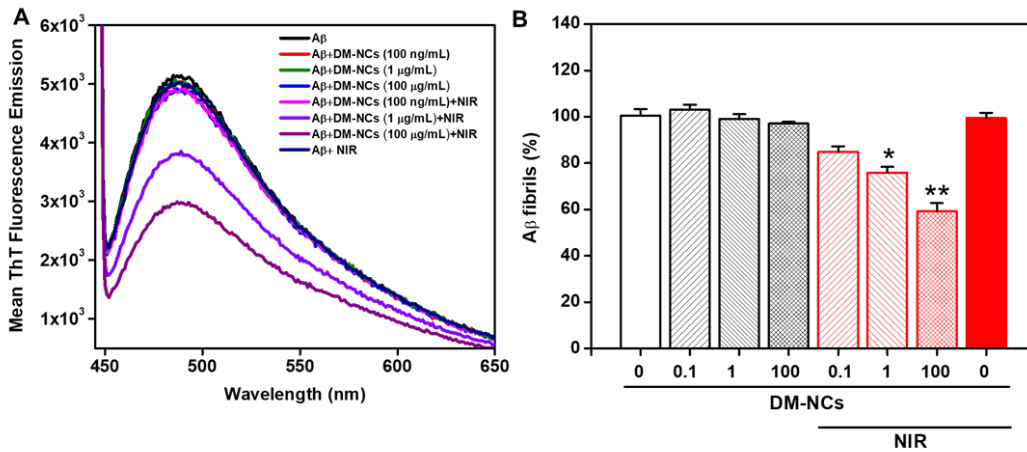 A
Mean ThT Fluorescence Emission
6x10³
5x10³
4x10³
3x10³
2x10³
1x10³
450 500 550 600 650
Wavelength (nm)
Aβ
Aβ+DM-NCs (100 ng/mL)
Aβ+DM-NCs (1 μg/mL)
Aβ+DM-NCs (100 μg/mL)
Aβ+DM-NCs (100 ng/mL)+NIR
Aβ+DM-NCs (1 μg/mL)+NIR
Aβ+DM-NCs (100 μg/mL)+NIR
Aβ+ NIR
B
Aβ fibrils (%)
140
120
100
80
60
40
20
0
*
**
0 0.1 1 100 0.1 1 100 0
DM-NCs
NIR